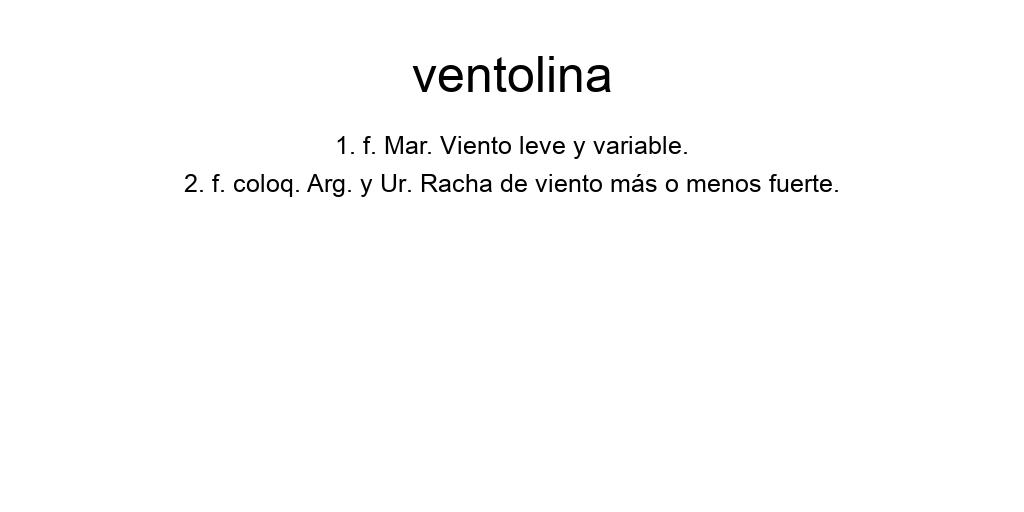 ventolina
1. f. Mar. Viento leve y variable.
2. f. coloq. Arg. y Ur. Racha de viento más o menos fuerte.